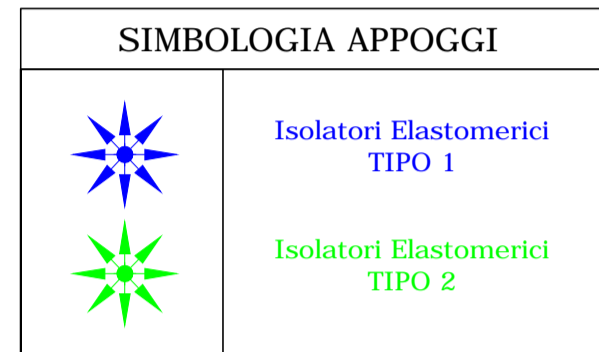 SIMBOLOGIA APPOGGI
Isolatori Elastomerici
TIPO 1
Isolatori Elastomerici
TIPO 2